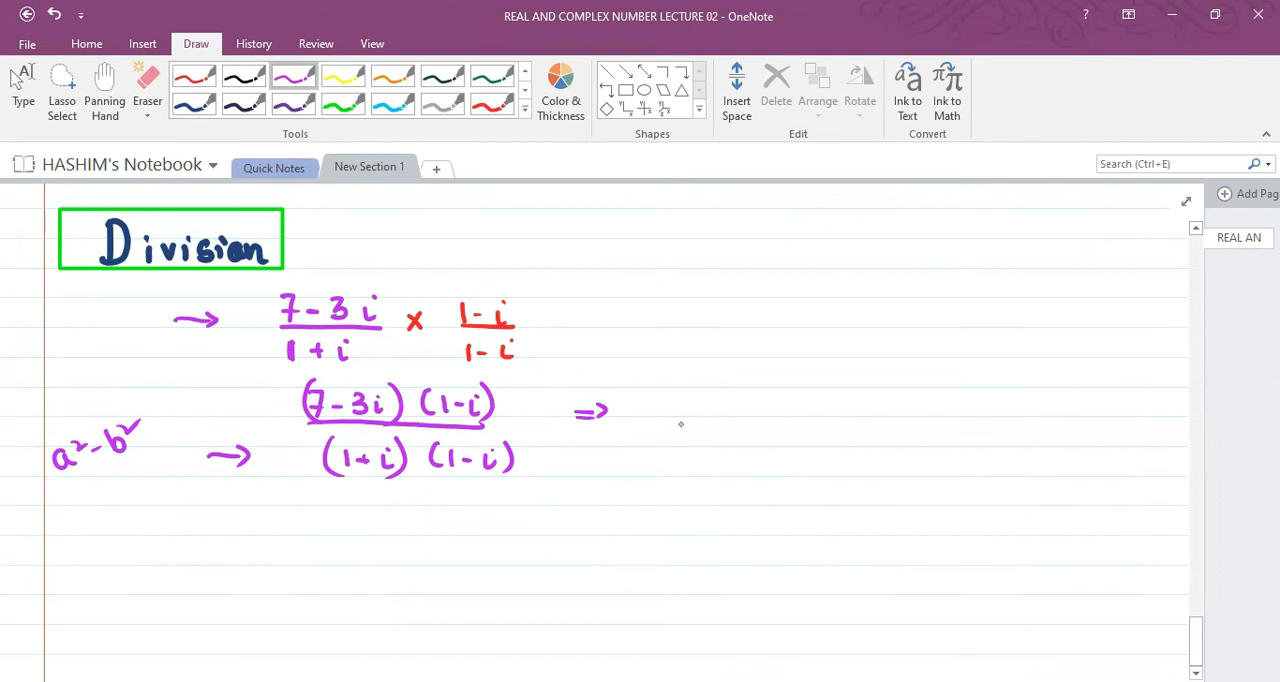 REAL AND COMPLEX NUMBER LECTURE 02 - OneNote
File Home Insert Draw History Review View
Type Lasso Select Panning Hand Eraser Color & Thickness Insert Space Delete Arrange Rotate Ink to Text Ink to Math
Tools Shapes Edit Convert
HASHIM's Notebook Quick Notes New Section 1 Search (Ctrl+E)
Add Pag
REAL AN
Division
→ (7 - 3i)/(1 + i) × (1 - i)/(1 - i)
a² - b² → ((7 - 3i) (1 - i))/((1 + i) (1 - i)) ⇒